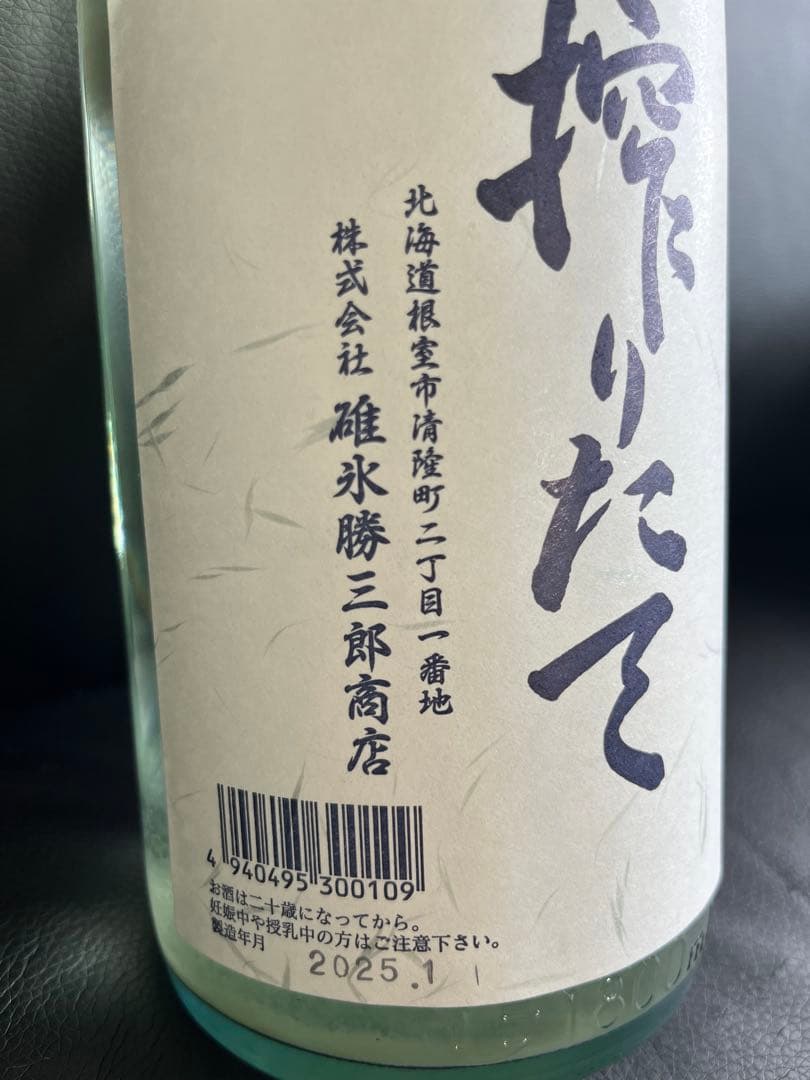 搾りたて
北海道根室市清隆町二丁目一番地
株式会社 碓氷勝三郎商店
4 940495 300109
お酒は二十歳になってから。
妊娠中や授乳中の方はご注意下さい。
製造年月 2025.1
1800